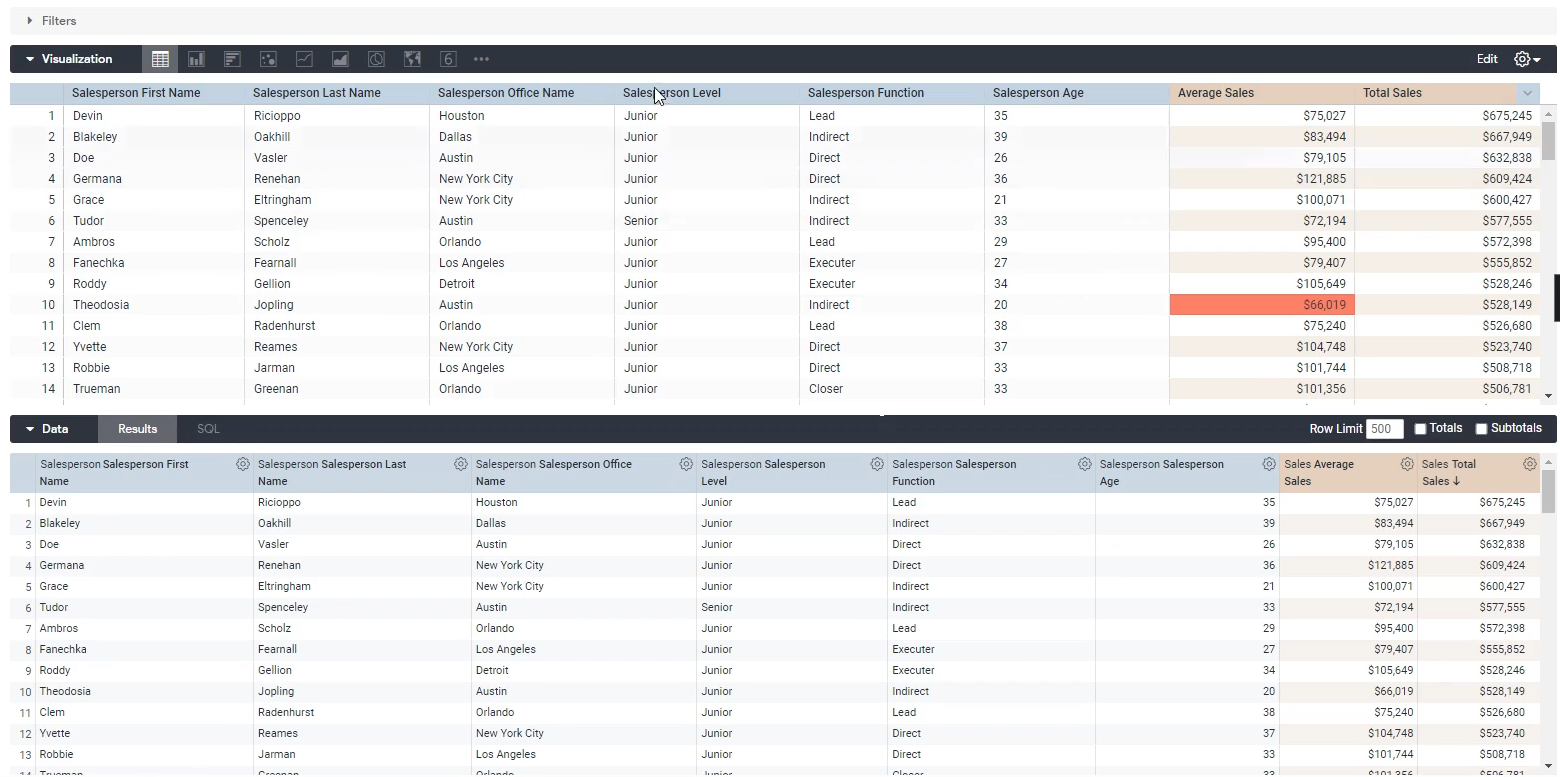 Filters
Visualization 6 Edit
Salesperson First Name Salesperson Last Name Salesperson Office Name Salesperson Level Salesperson Function Salesperson Age Average Sales Total Sales
1 Devin Ricioppo Houston Junior Lead 35 $75,027 $675,245
2 Blakeley Oakhill Dallas Junior Indirect 39 $83,494 $667,949
3 Doe Vasler Austin Junior Direct 26 $79,105 $632,838
4 Germana Renehan New York City Junior Direct 36 $121,885 $609,424
5 Grace Eltringham New York City Junior Indirect 21 $100,071 $600,427
6 Tudor Spenceley Austin Senior Indirect 33 $72,194 $577,555
7 Ambros Scholz Orlando Junior Lead 29 $95,400 $572,398
8 Fanechka Fearnall Los Angeles Junior Executer 27 $79,407 $555,852
9 Roddy Gellion Detroit Junior Executer 34 $105,649 $528,246
10 Theodosia Jopling Austin Junior Indirect 20 $66,019 $528,149
11 Clem Radenhurst Orlando Junior Lead 38 $75,240 $526,680
12 Yvette Reames New York City Junior Direct 37 $104,748 $523,740
13 Robbie Jarman Los Angeles Junior Direct 33 $101,744 $508,718
14 Trueman Greenan Orlando Junior Closer 33 $101,356 $506,781
Data Results SQL Row Limit 500 Totals Subtotals
Salesperson Salesperson First Salesperson Salesperson Last Salesperson Salesperson Office Salesperson Salesperson Salesperson Salesperson Salesperson Salesperson Sales Average Sales Total
Name Name Name Level Function Age Sales Sales ↓
1 Devin Ricioppo Houston Junior Lead 35 $75,027 $675,245
2 Blakeley Oakhill Dallas Junior Indirect 39 $83,494 $667,949
3 Doe Vasler Austin Junior Direct 26 $79,105 $632,838
4 Germana Renehan New York City Junior Direct 36 $121,885 $609,424
5 Grace Eltringham New York City Junior Indirect 21 $100,071 $600,427
6 Tudor Spenceley Austin Senior Indirect 33 $72,194 $577,555
7 Ambros Scholz Orlando Junior Lead 29 $95,400 $572,398
8 Fanechka Fearnall Los Angeles Junior Executer 27 $79,407 $555,852
9 Roddy Gellion Detroit Junior Executer 34 $105,649 $528,246
10 Theodosia Jopling Austin Junior Indirect 20 $66,019 $528,149
11 Clem Radenhurst Orlando Junior Lead 38 $75,240 $526,680
12 Yvette Reames New York City Junior Direct 37 $104,748 $523,740
13 Robbie Jarman Los Angeles Junior Direct 33 $101,744 $508,718
14 Trueman Greenan Orlando Junior Closer 33 $101,356 $506,781